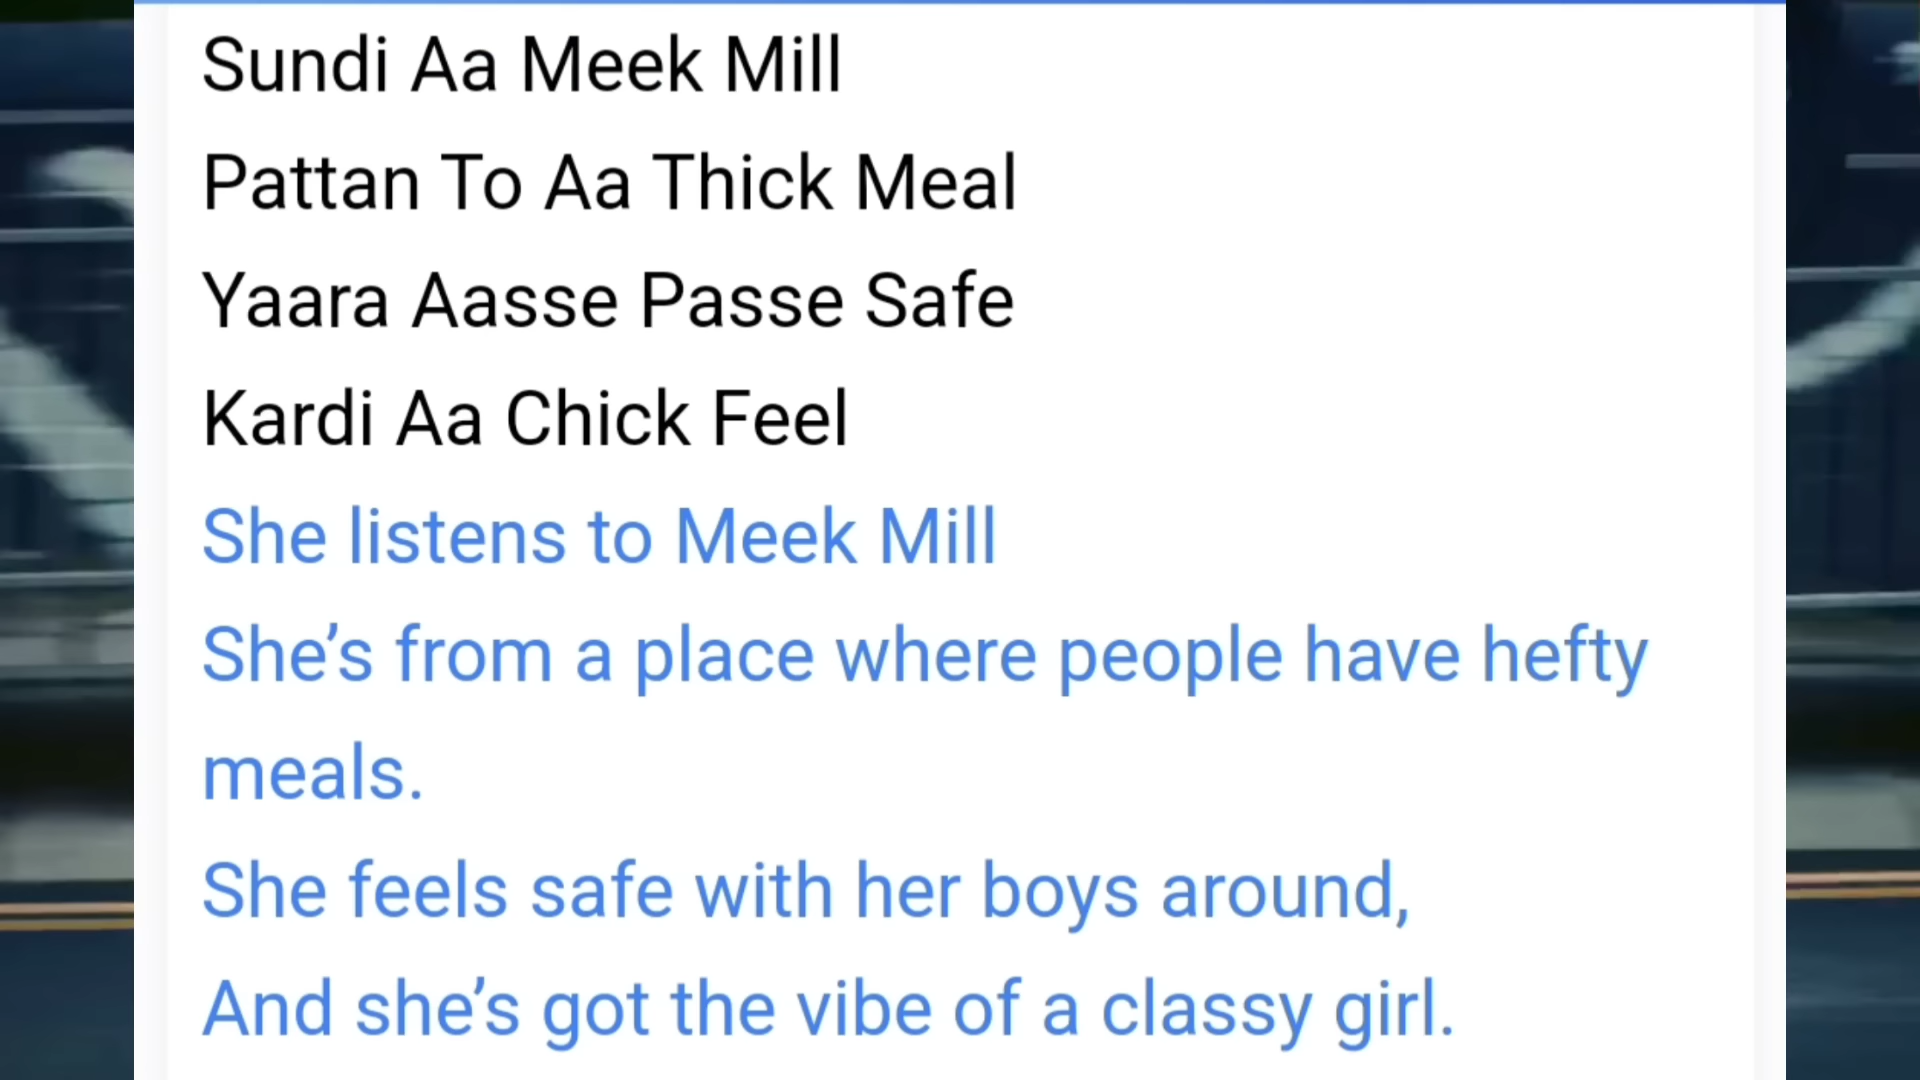 Sundi Aa Meek Mill
Pattan To Aa Thick Meal
Yaara Aasse Passe Safe
Kardi Aa Chick Feel
She listens to Meek Mill
She’s from a place where people have hefty
meals.
She feels safe with her boys around,
And she’s got the vibe of a classy girl.